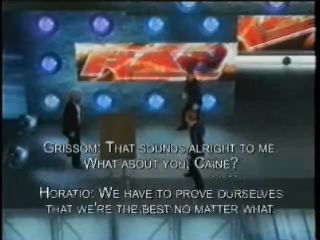 RAW
GRISSOM: THAT SOUNDS ALRIGHT TO ME
WHAT ABOUT YOU, CAINE?
HORATIO: WE HAVE TO PROVE OURSELVES
THAT WE'RE THE BEST NO MATTER WHAT.